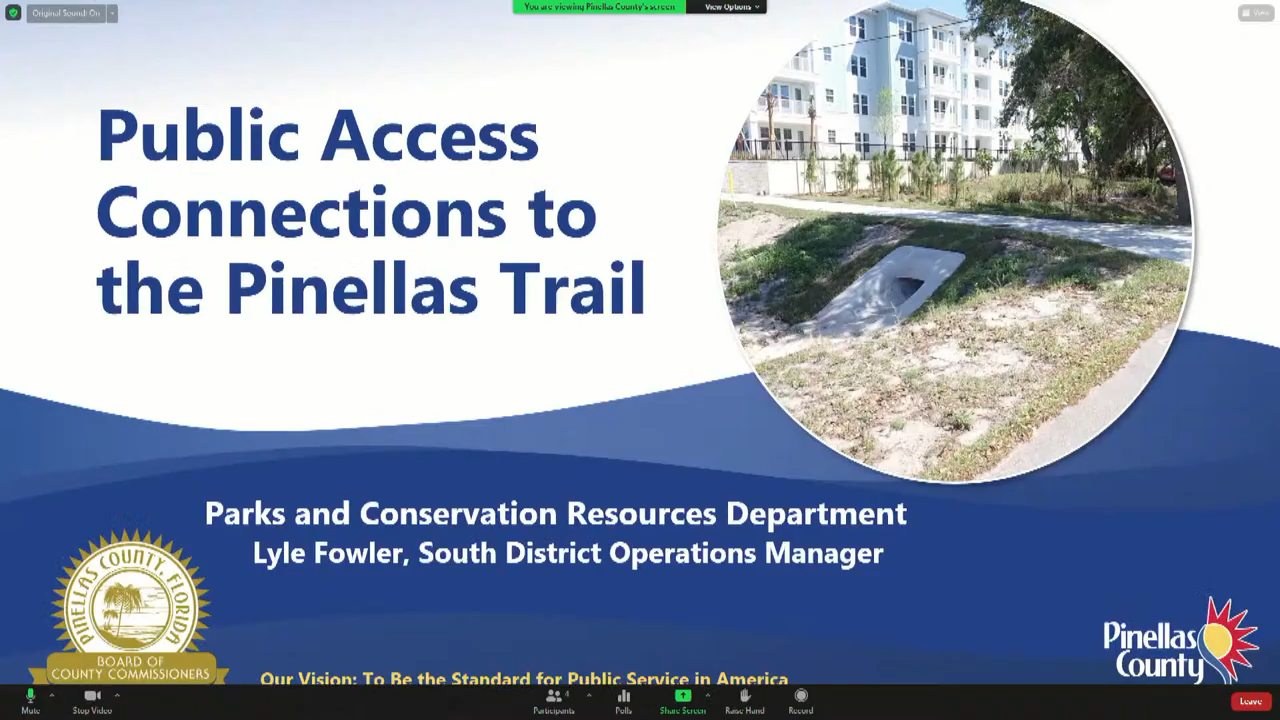 Original Sound: On
You are viewing Pinellas County's screen
View Options
View
Public Access
Connections to
the Pinellas Trail
Parks and Conservation Resources Department
Lyle Fowler, South District Operations Manager
PINELLAS COUNTY, FLORIDA
BOARD OF
COUNTY COMMISSIONERS
Pinellas
County
Our Vision: To Be the Standard for Public Service in America
Mute
Stop Video
4
Participants
Polls
Share Screen
Raise Hand
Record
Leave